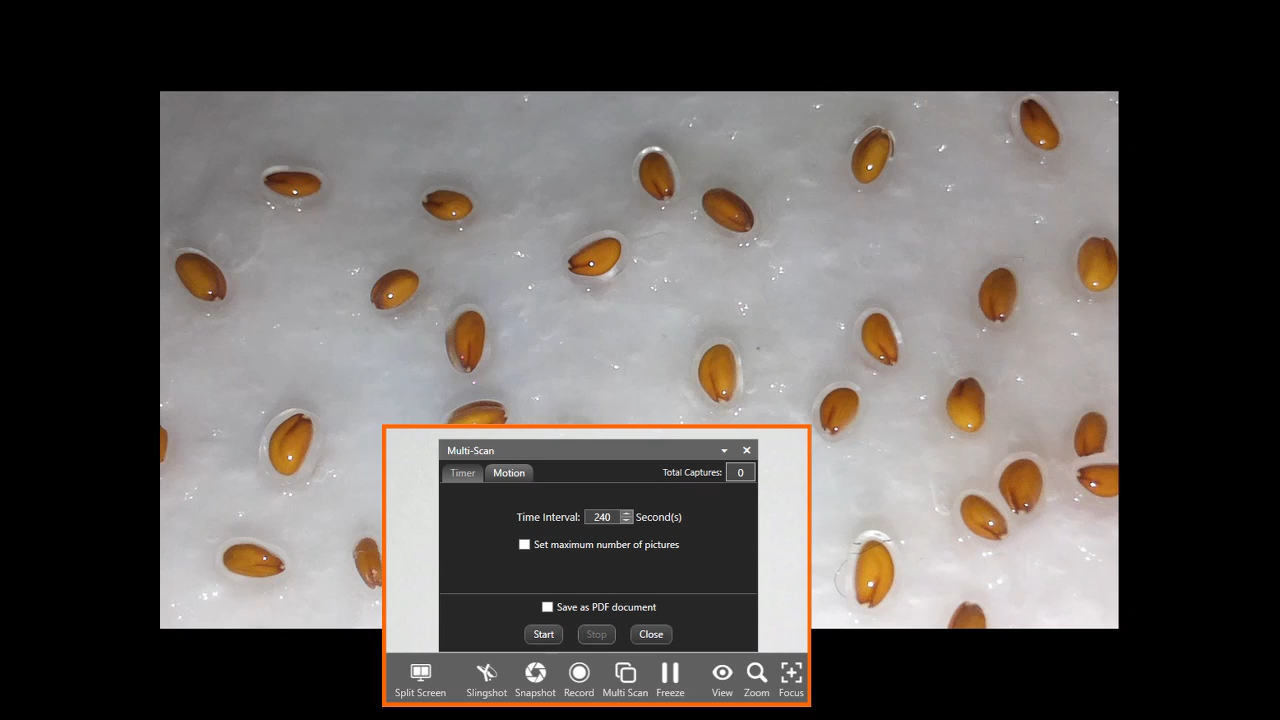 Multi-Scan
Timer Motion Total Captures: 0
Time Interval: 240 Second(s)
Set maximum number of pictures
Save as PDF document
Start Stop Close
Split Screen Slingshot Snapshot Record Multi Scan Freeze View Zoom Focus